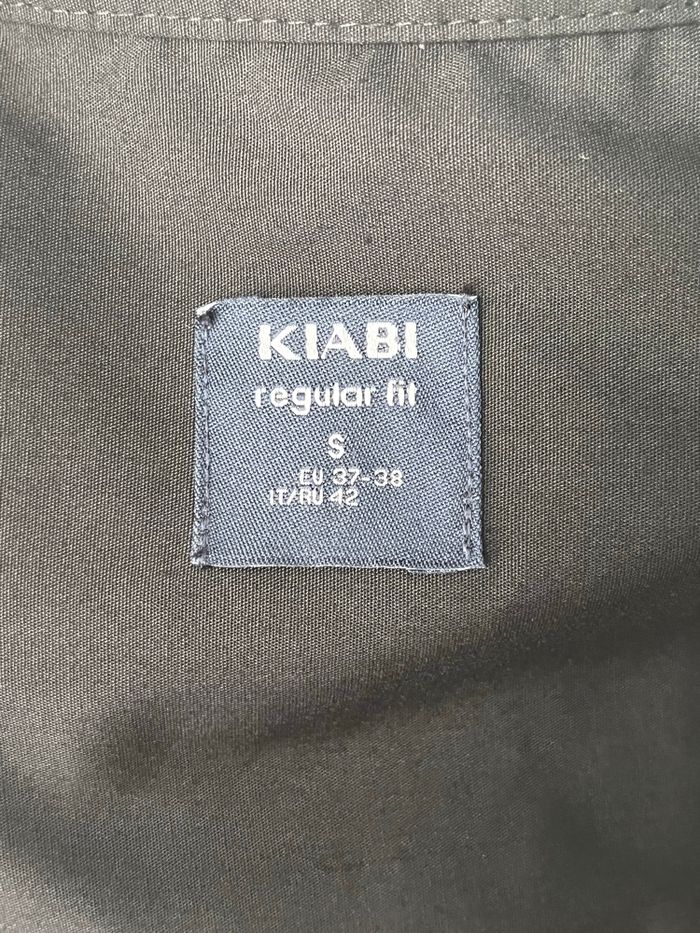 KIABI
regular fit
S
EU 37-38
IT/RU 42